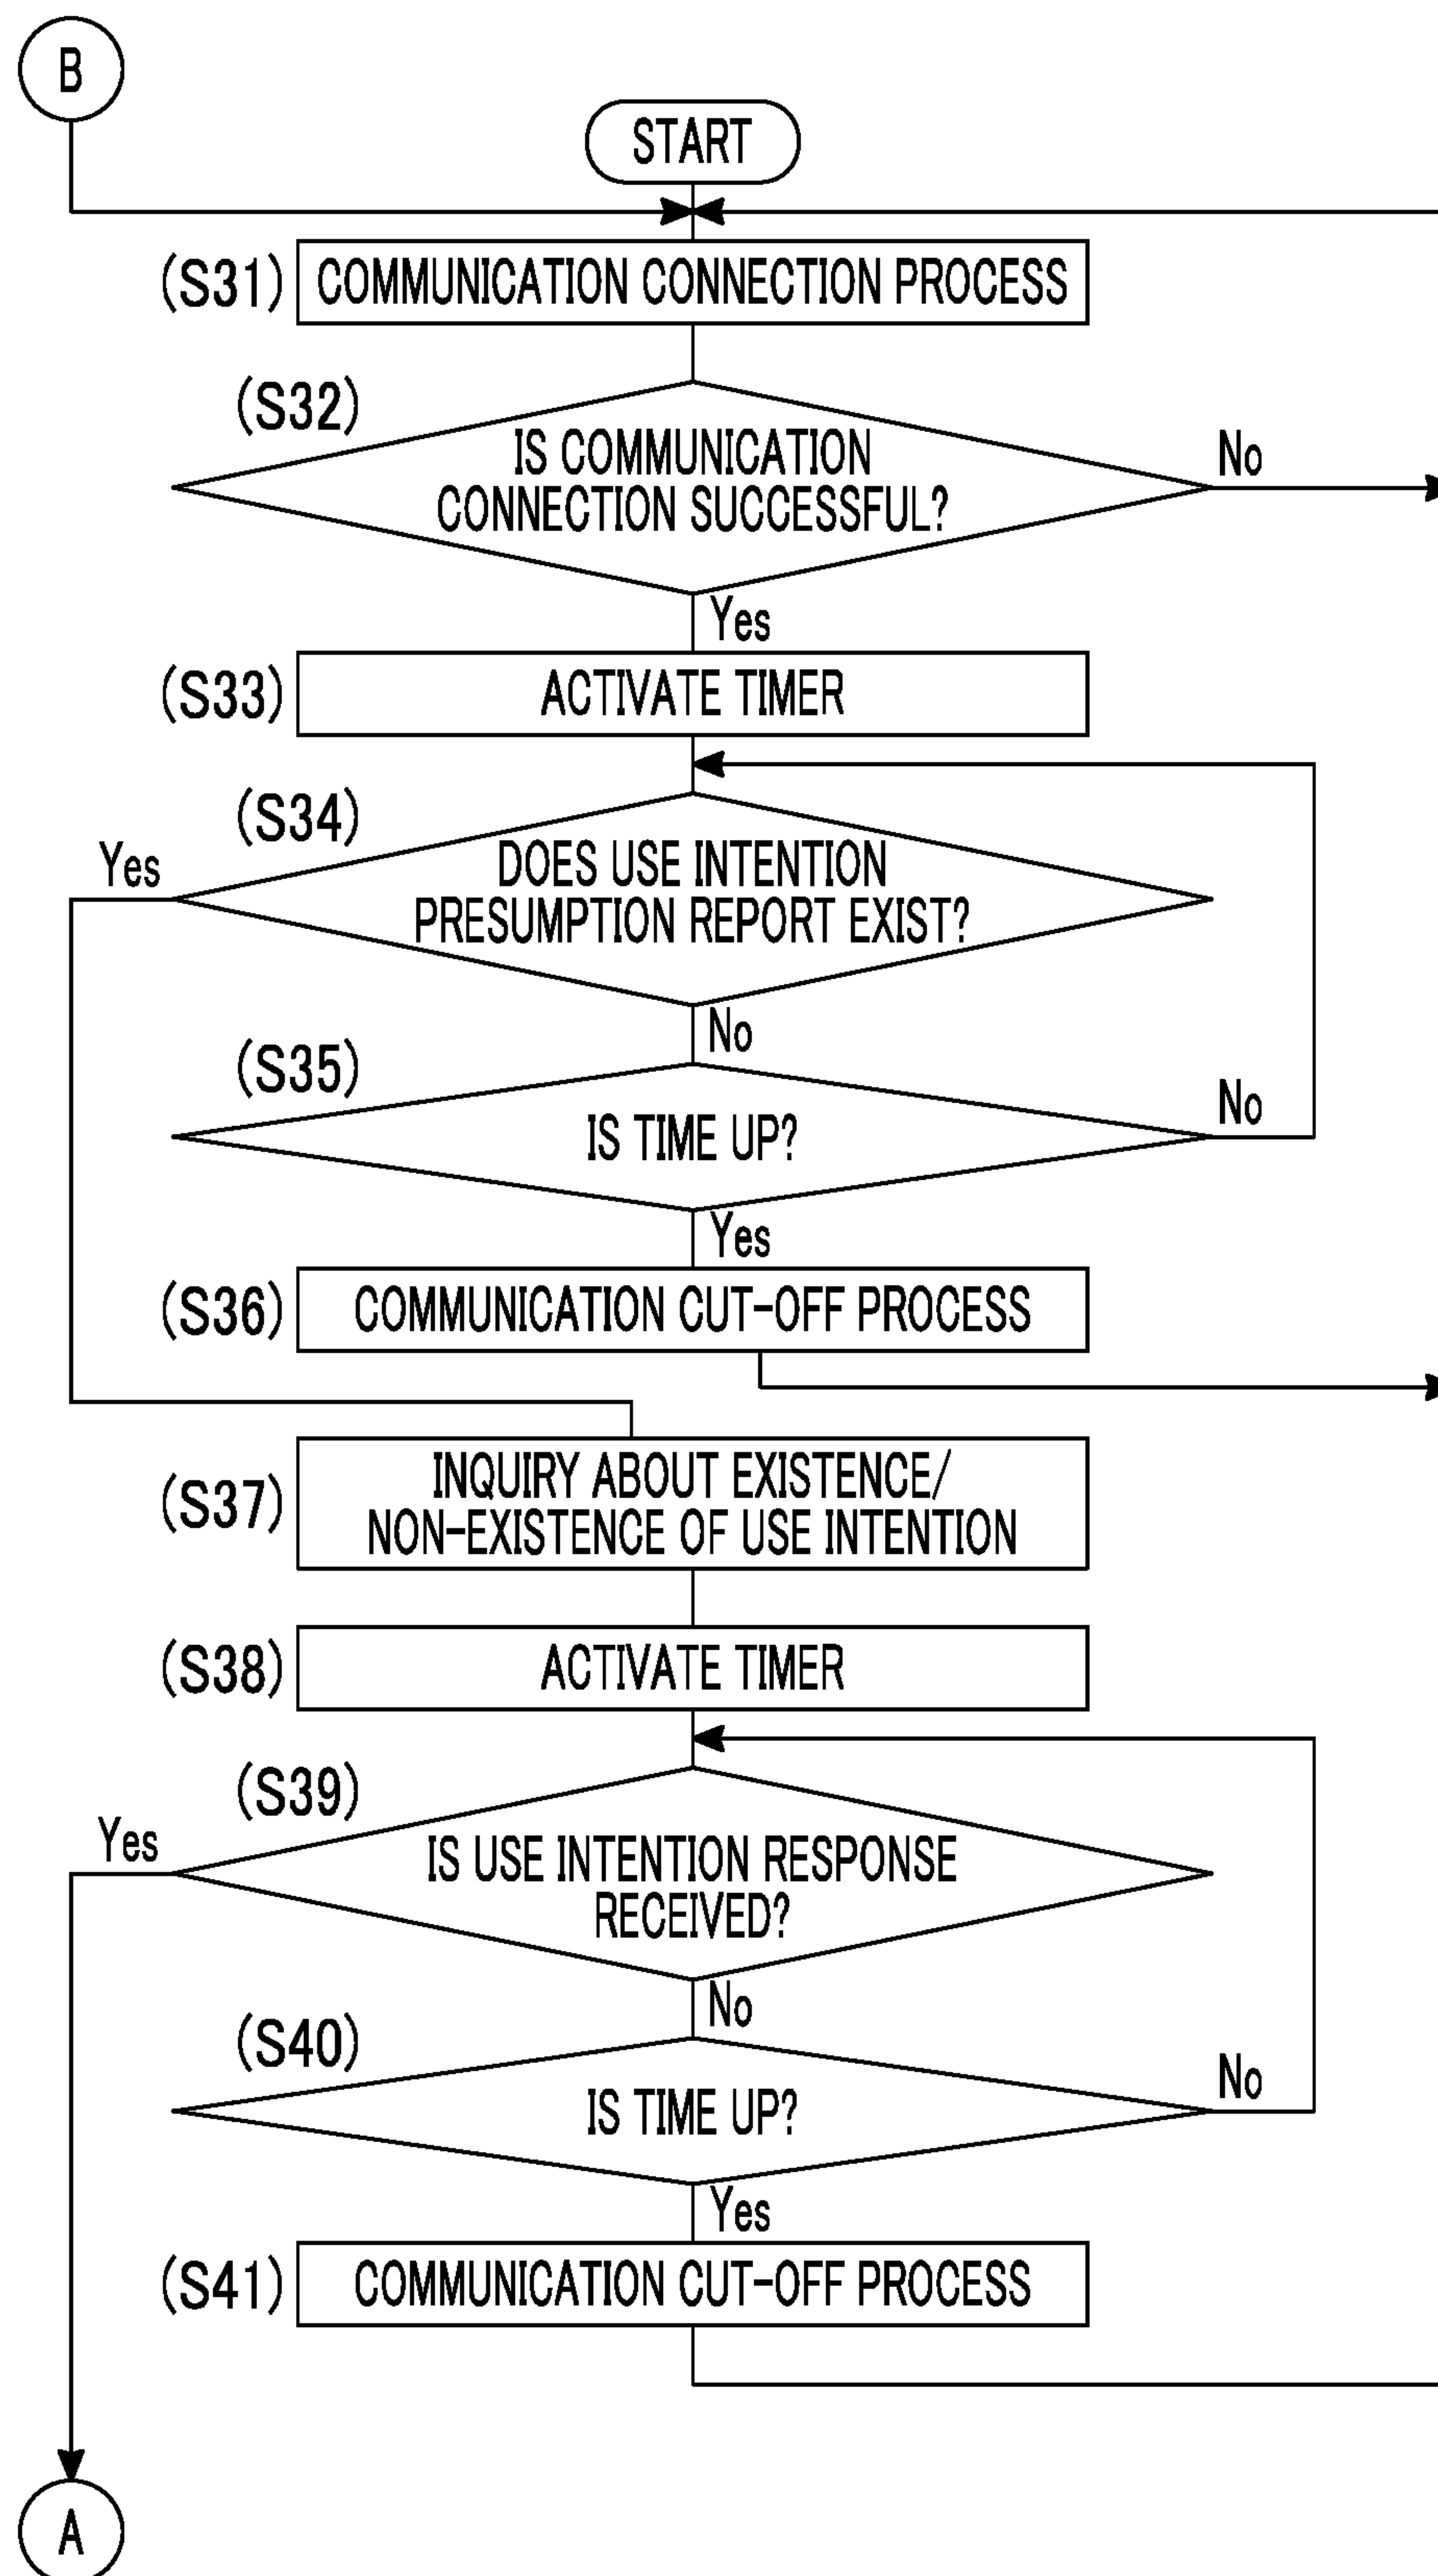 B
START
(S31)
COMMUNICATION CONNECTION PROCESS
(S32)
IS COMMUNICATION
CONNECTION SUCCESSFUL?
No
Yes
(S33)
ACTIVATE TIMER
(S34)
Yes
DOES USE INTENTION
PRESUMPTION REPORT EXIST?
No
(S35)
IS TIME UP?
No
Yes
(S36)
COMMUNICATION CUT-OFF PROCESS
(S37)
INQUIRY ABOUT EXISTENCE/
NON-EXISTENCE OF USE INTENTION
(S38)
ACTIVATE TIMER
(S39)
Yes
IS USE INTENTION RESPONSE
RECEIVED?
No
(S40)
IS TIME UP?
No
Yes
(S41)
COMMUNICATION CUT-OFF PROCESS
A